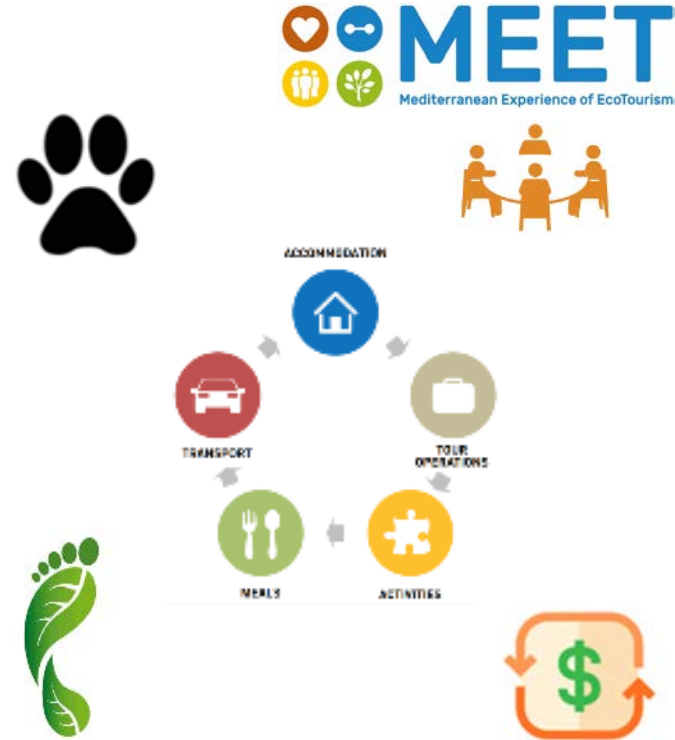 MEET
Mediterranean Experience of EcoTourism
ACCOMMODATION
TRANSPORT
TOUR
OPERATIONS
MEALS
ACTIVITIES
$